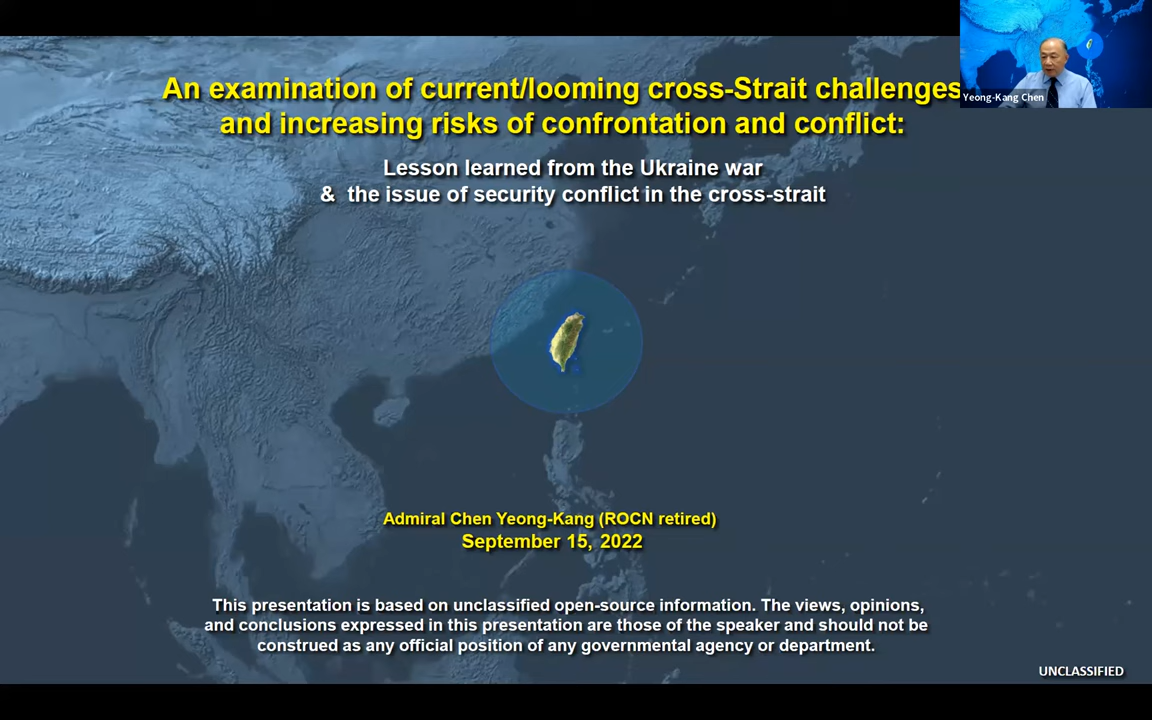 An examination of current/looming cross-Strait challenges
and increasing risks of confrontation and conflict:
Yeong-Kang Chen
Lesson learned from the Ukraine war
& the issue of security conflict in the cross-strait
Admiral Chen Yeong-Kang (ROCN retired)
September 15, 2022
This presentation is based on unclassified open-source information. The views, opinions,
and conclusions expressed in this presentation are those of the speaker and should not be
construed as any official position of any governmental agency or department.
UNCLASSIFIED